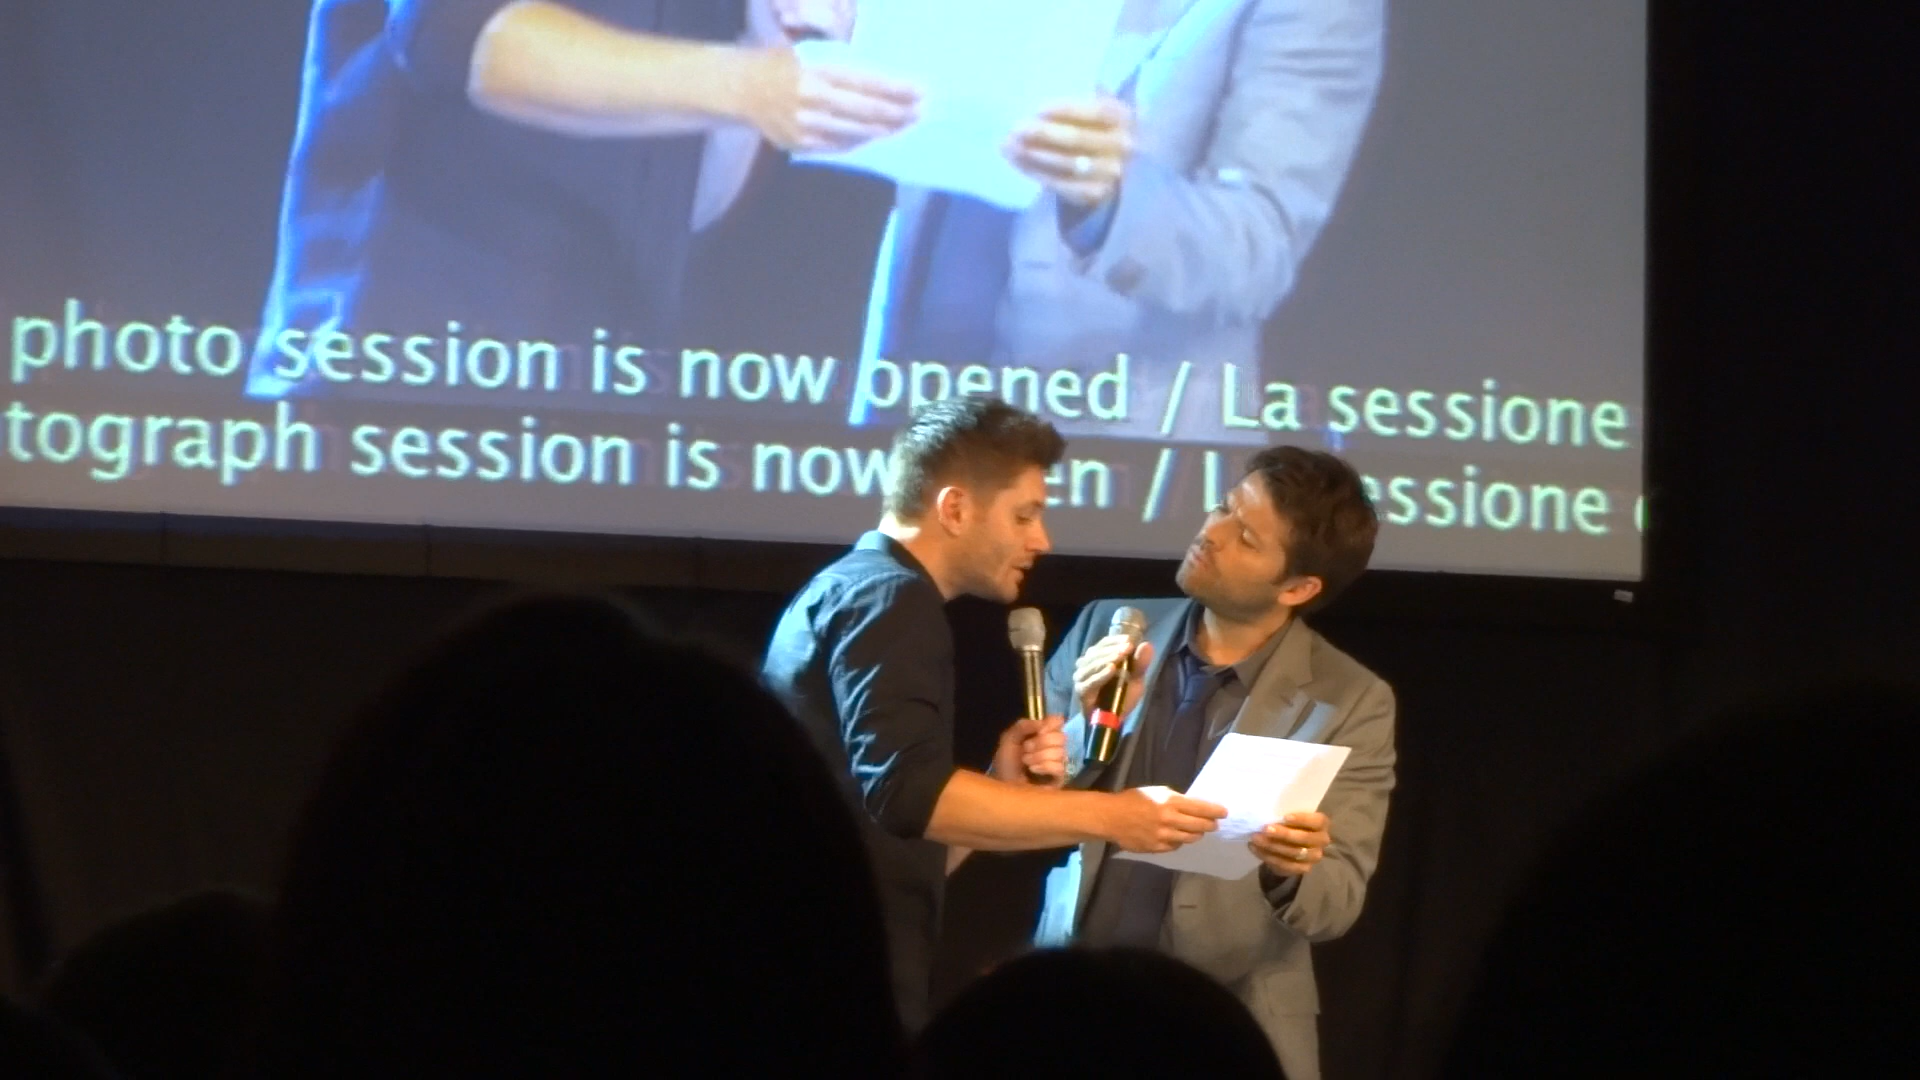 photo session is now opened / La sessione
tograph session is now en / L essione